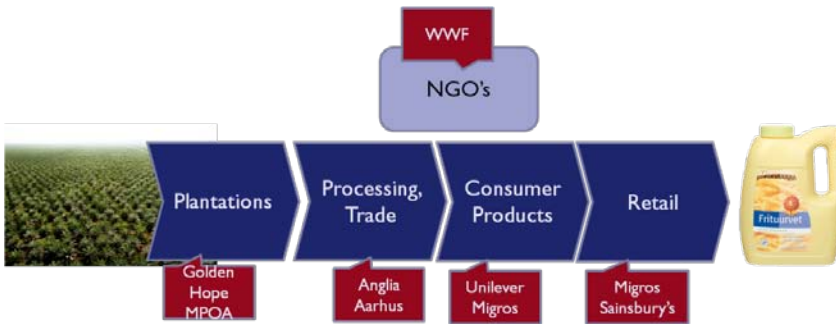 WWF
NGO's
Plantations
Processing,
Trade
Consumer
Products
Retail
Frituurvet
Golden
Hope
MPOA
Anglia
Aarhus
Unilever
Migros
Migros
Sainsbury's